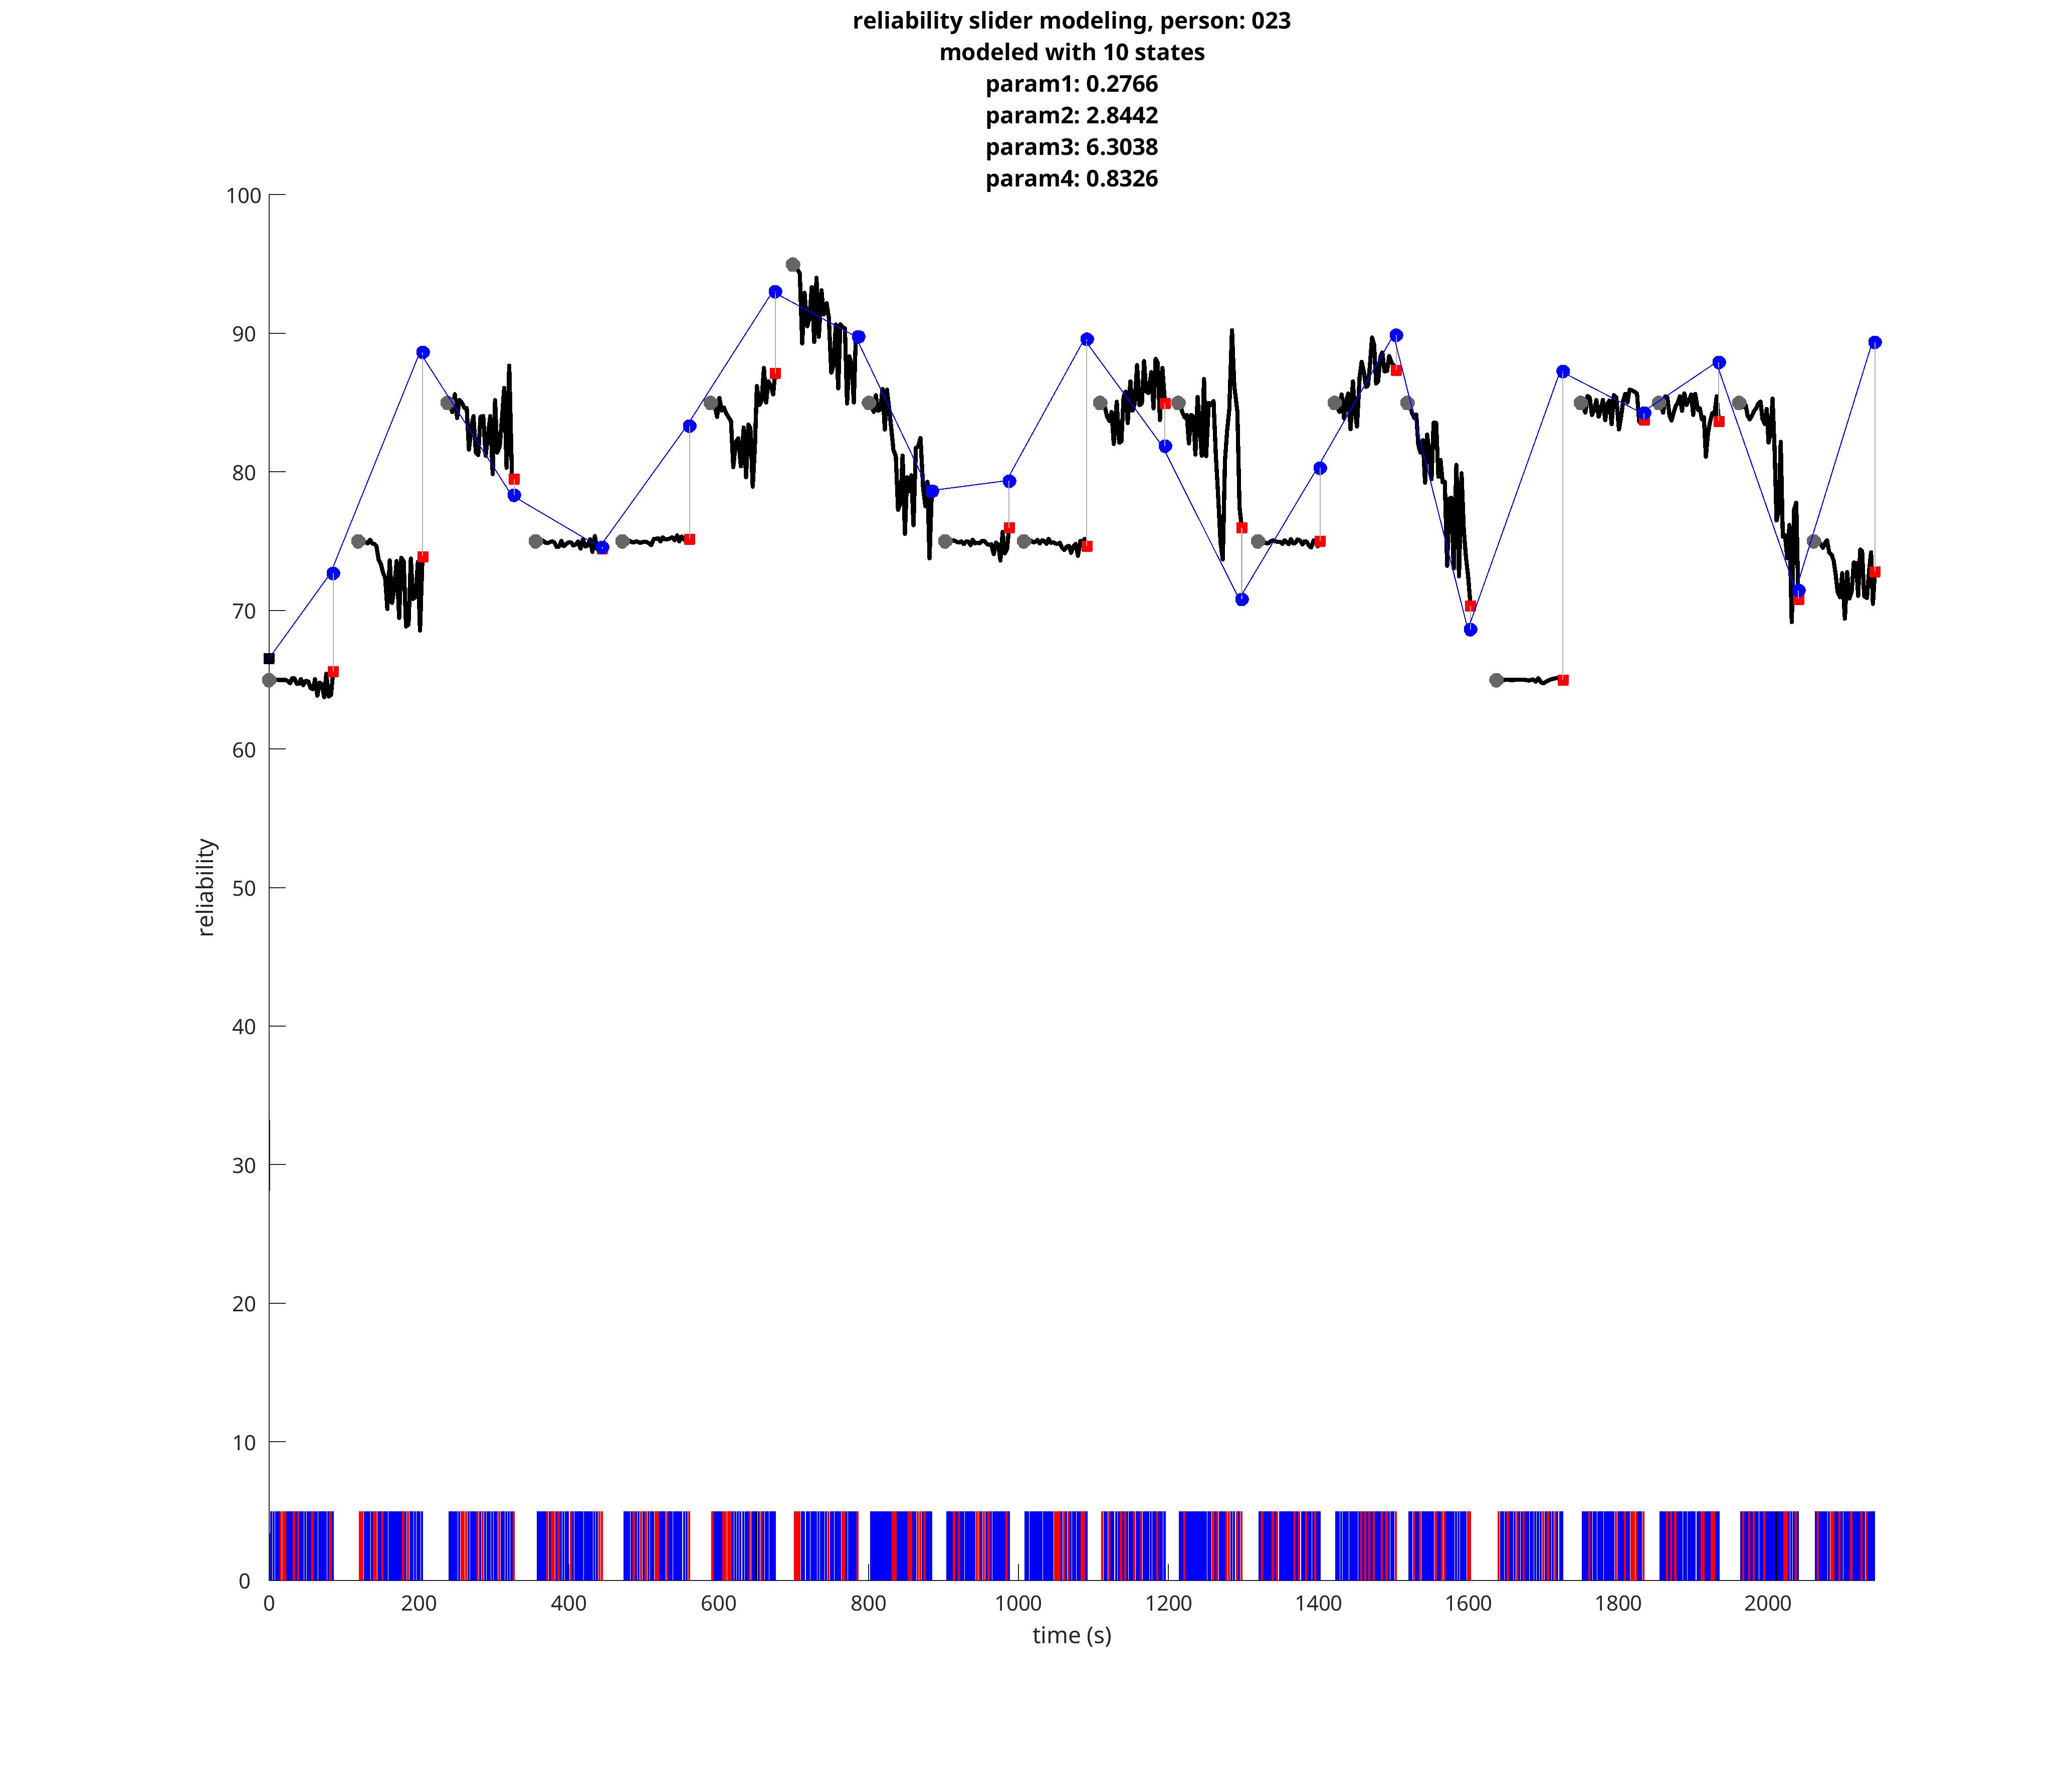 reliability slider modeling, person: 023
modeled with 10 states
param1: 0.2766
param2: 2.8442
param3: 6.3038
param4: 0.8326
100
90
80
70
60
50
40
30
20
10
0
reliability
0 200 400 600 800 1000 1200 1400 1600 1800 2000
time (s)